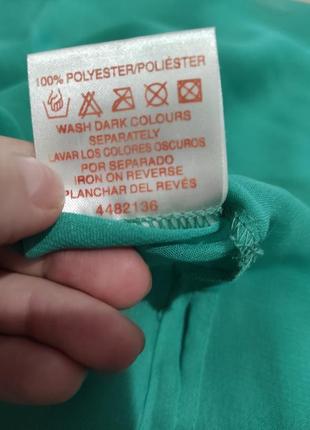 100% POLYESTER/POLIÉSTER
WASH DARK COLOURS
SEPARATELY
LAVAR LOS COLORES OSCUROS
POR SEPARADO
IRON ON REVERSE
PLANCHAR DEL REVÉS
4482136